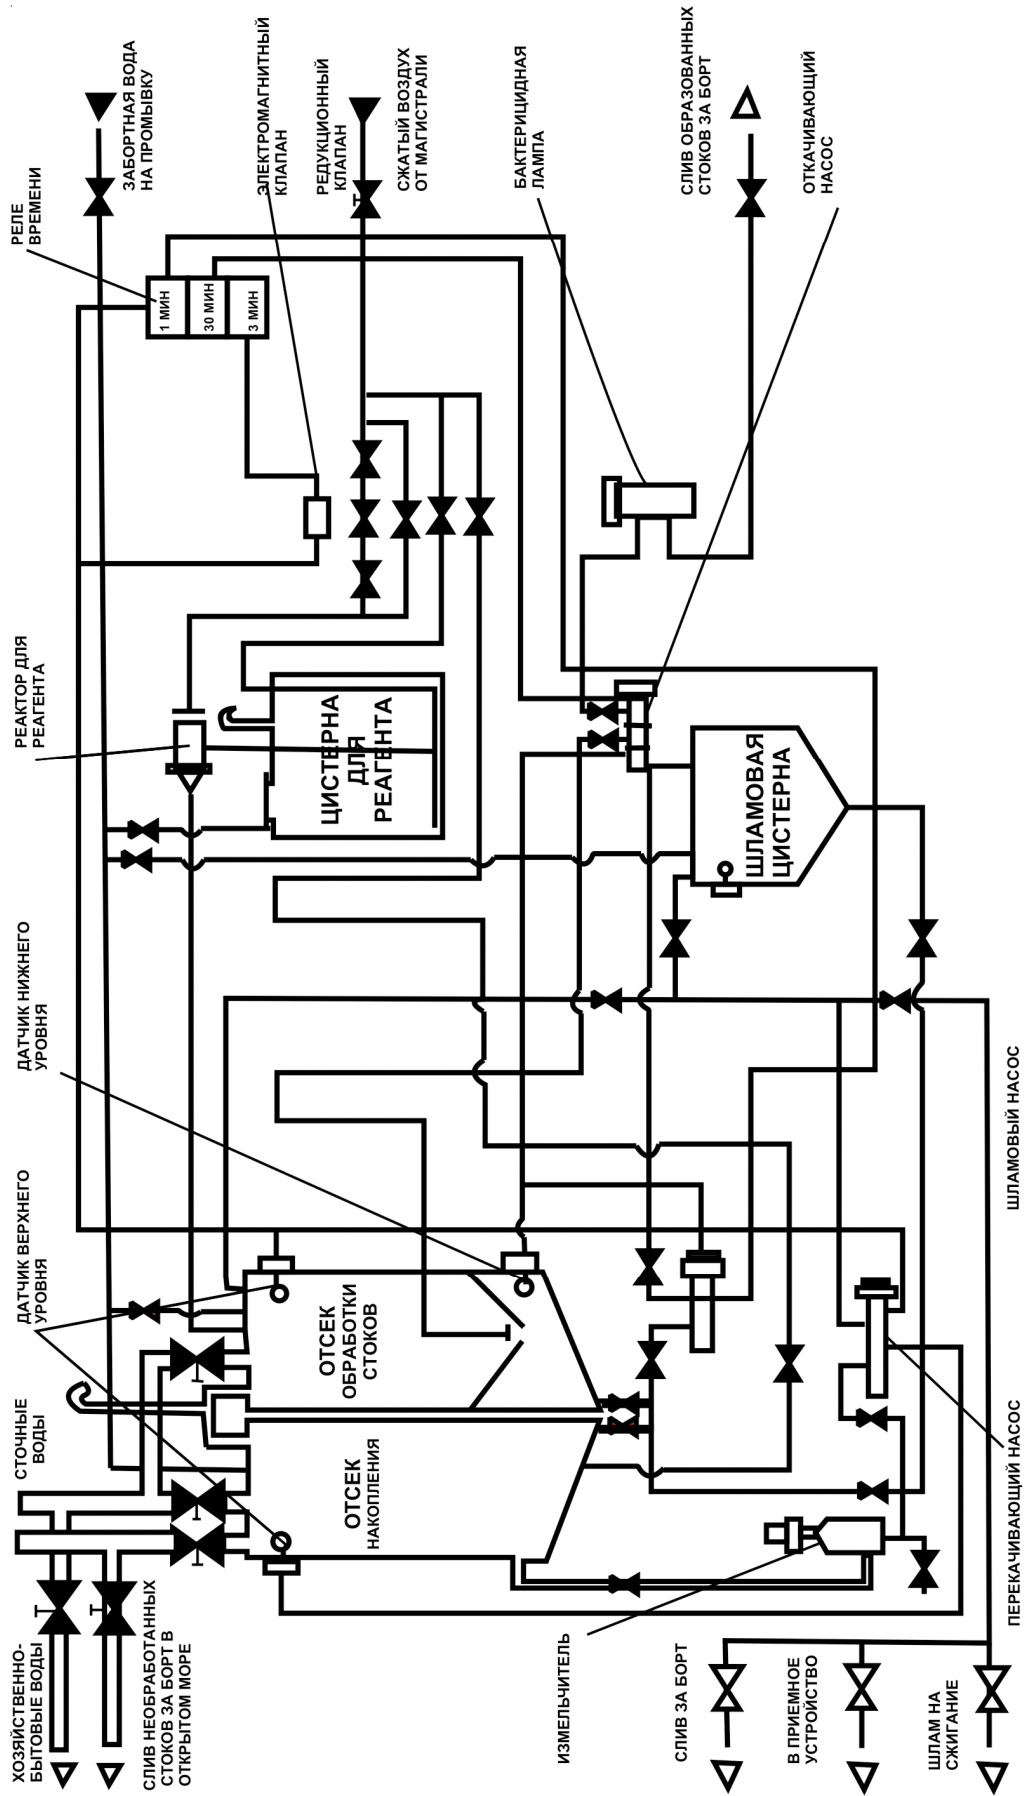 ЗАБОРТНАЯ ВОДА
НА ПРОМЫВКУ
РЕЛЕ
ВРЕМЕНИ
ЭЛЕКТРОМАГНИТНЫЙ
КЛАПАН
РЕДУКЦИОННЫЙ
КЛАПАН
СЖАТЫЙ ВОЗДУХ
ОТ МАГИСТРАЛИ
БАКТЕРИЦИДНАЯ
ЛАМПА
СЛИВ ОБРАЗОВАННЫХ
СТОКОВ ЗА БОРТ
ОТКАЧИВАЮЩИЙ
НАСОС
1 МИН
30 МИН
3 МИН
РЕАКТОР ДЛЯ
РЕАГЕНТА
ЦИСТЕРНА
ДЛЯ
РЕАГЕНТА
ШЛАМОВАЯ
ЦИСТЕРНА
ДАТЧИК НИЖНЕГО
УРОВНЯ
ДАТЧИК ВЕРХНЕГО
УРОВНЯ
ШЛАМОВЫЙ НАСОС
ОТСЕК
ОБРАБОТКИ
СТОКОВ
СТОЧНЫЕ
ВОДЫ
ОТСЕК
НАКОПЛЕНИЯ
ПЕРЕКАЧИВАЮЩИЙ НАСОС
ХОЗЯЙСТВЕННО-
БЫТОВЫЕ ВОДЫ
СЛИВ НЕОБРАБОТАННЫХ
СТОКОВ ЗА БОРТ В
ОТКРЫТОМ МОРЕ
ИЗМЕЛЬЧИТЕЛЬ
СЛИВ ЗА БОРТ
В ПРИЕМНОЕ
УСТРОЙСТВО
ШЛАМ НА
СЖИГАНИЕ